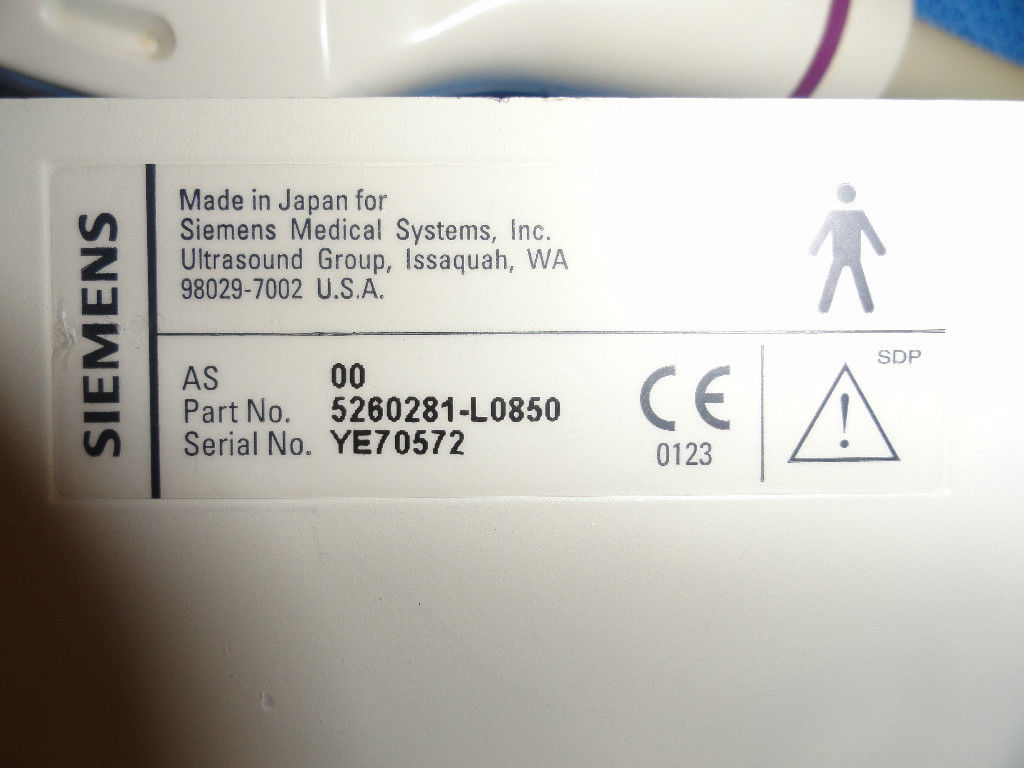 SIEMENS
Made in Japan for
Siemens Medical Systems, Inc.
Ultrasound Group, Issaquah, WA
98029-7002 U.S.A.
AS 00
Part No. 5260281-L0850
Serial No. YE70572
CE
0123
SDP
!